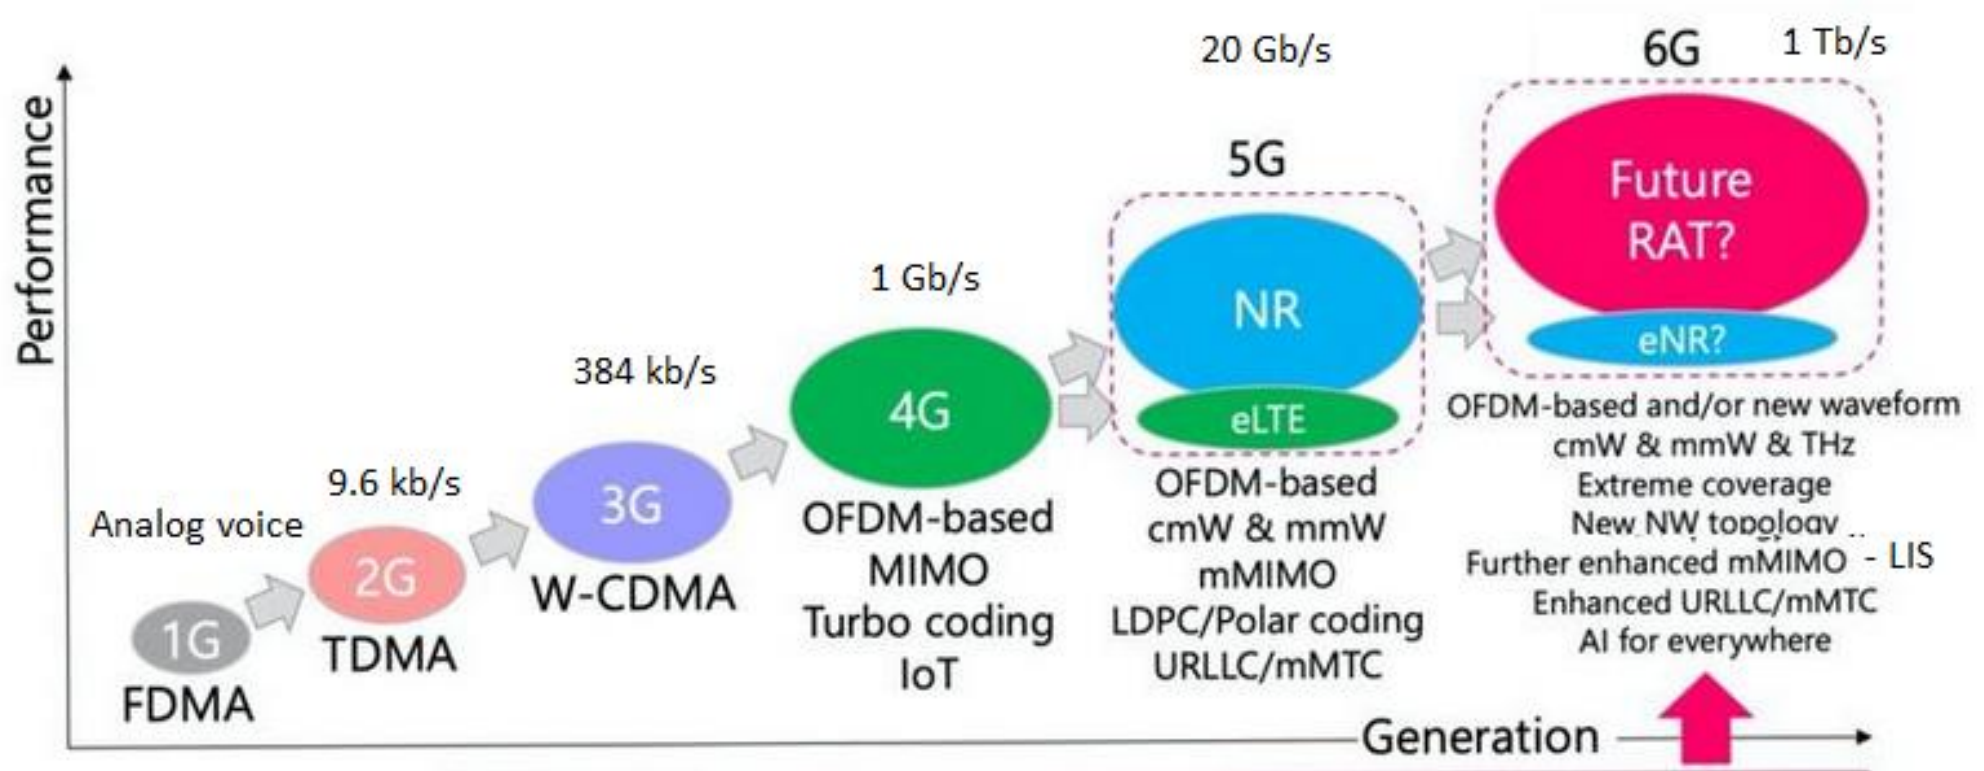 Performance
Analog voice
1G
FDMA
9.6 kb/s
2G
TDMA
384 kb/s
3G
W-CDMA
1 Gb/s
4G
OFDM-based
MIMO
Turbo coding
IoT
20 Gb/s
5G
NR
eLTE
OFDM-based
cmW & mmW
mMIMO
LDPC/Polar coding
URLLC/mMTC
6G
1 Tb/s
Future
RAT?
eNR?
OFDM-based and/or new waveform
cmW & mmW & THz
Extreme coverage
New NW topology
Further enhanced mMIMO - LIS
Enhanced URLLC/mMTC
AI for everywhere
Generation